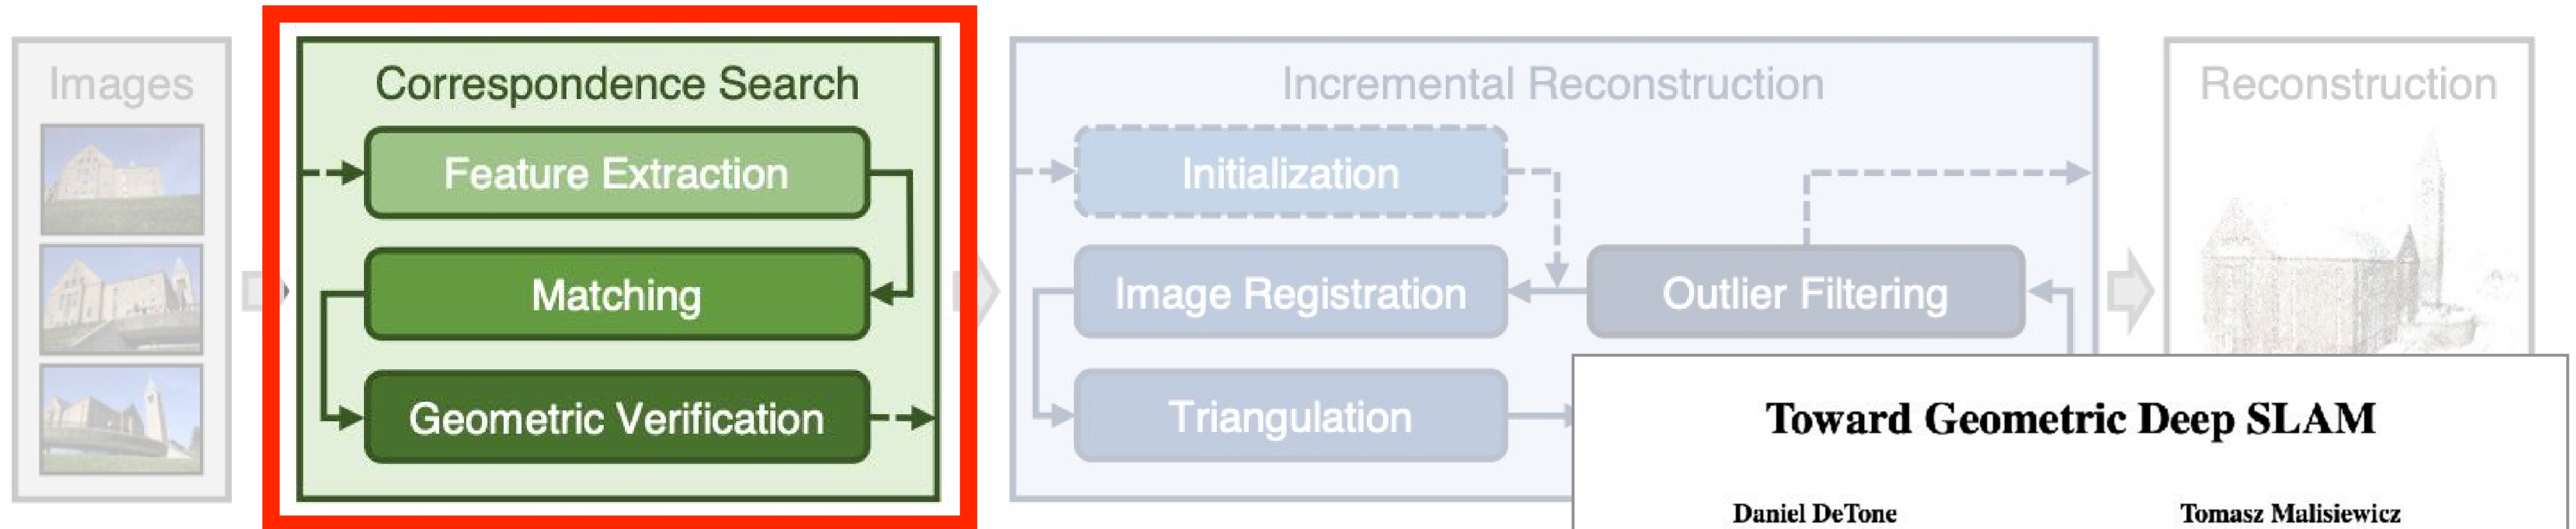 Images
Correspondence Search
Feature Extraction
Matching
Geometric Verification
Incremental Reconstruction
Initialization
Image Registration
Outlier Filtering
Triangulation
Reconstruction
Toward Geometric Deep SLAM
Daniel DeTone Tomasz Malisiewicz